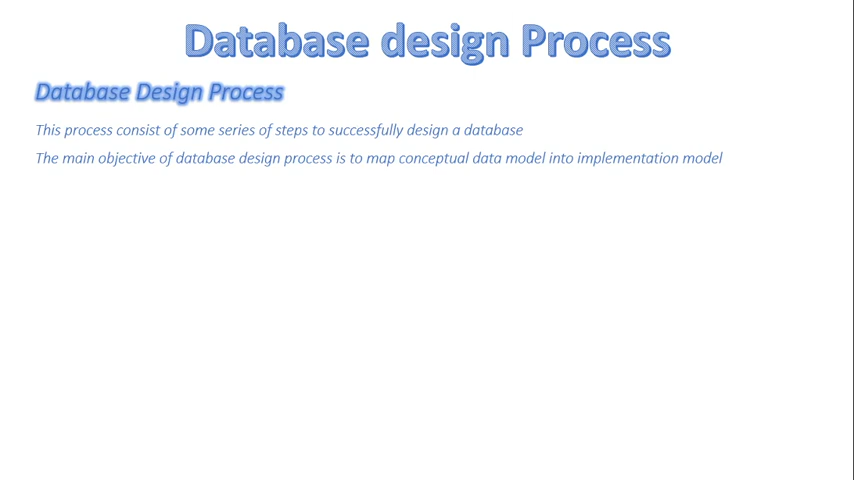 Database design Process
Database Design Process
This process consist of some series of steps to successfully design a database
The main objective of database design process is to map conceptual data model into implementation model